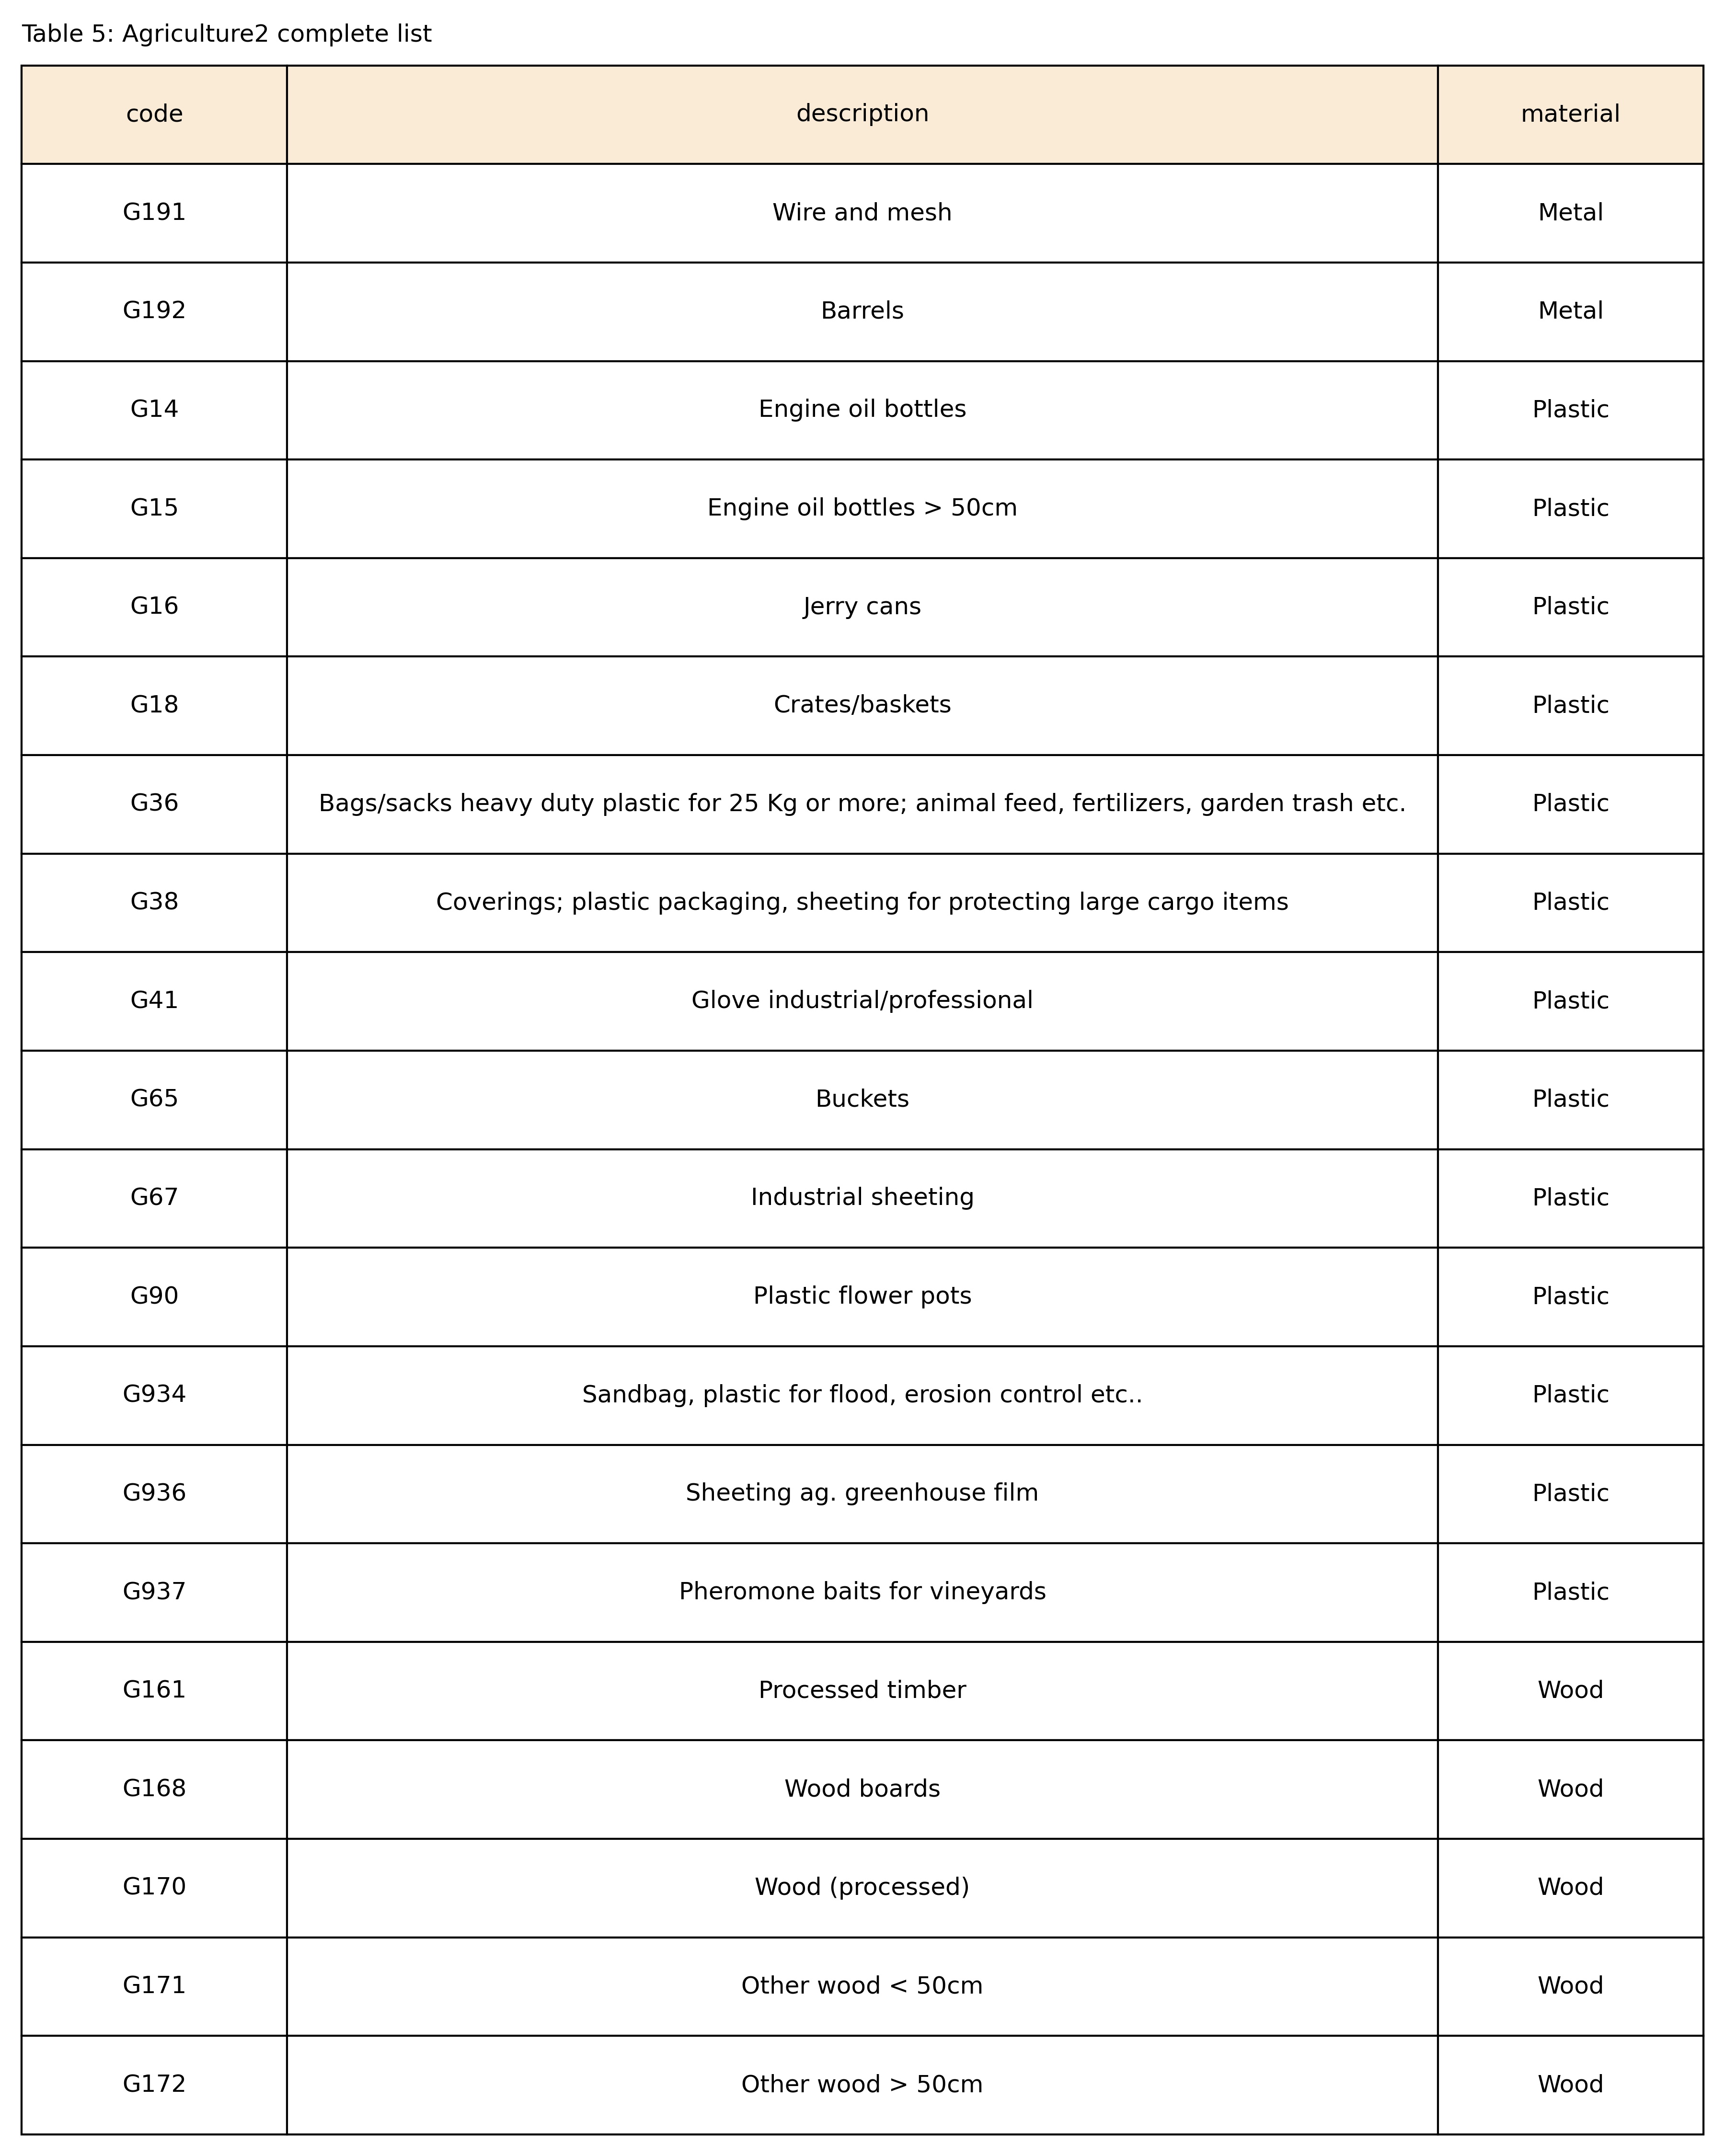 Table 5: Agriculture2 complete list
code description material
G191 Wire and mesh Metal
G192 Barrels Metal
G14 Engine oil bottles Plastic
G15 Engine oil bottles > 50cm Plastic
G16 Jerry cans Plastic
G18 Crates/baskets Plastic
G36 Bags/sacks heavy duty plastic for 25 Kg or more; animal feed, fertilizers, garden trash etc. Plastic
G38 Coverings; plastic packaging, sheeting for protecting large cargo items Plastic
G41 Glove industrial/professional Plastic
G65 Buckets Plastic
G67 Industrial sheeting Plastic
G90 Plastic flower pots Plastic
G934 Sandbag, plastic for flood, erosion control etc.. Plastic
G936 Sheeting ag. greenhouse film Plastic
G937 Pheromone baits for vineyards Plastic
G161 Processed timber Wood
G168 Wood boards Wood
G170 Wood (processed) Wood
G171 Other wood < 50cm Wood
G172 Other wood > 50cm Wood